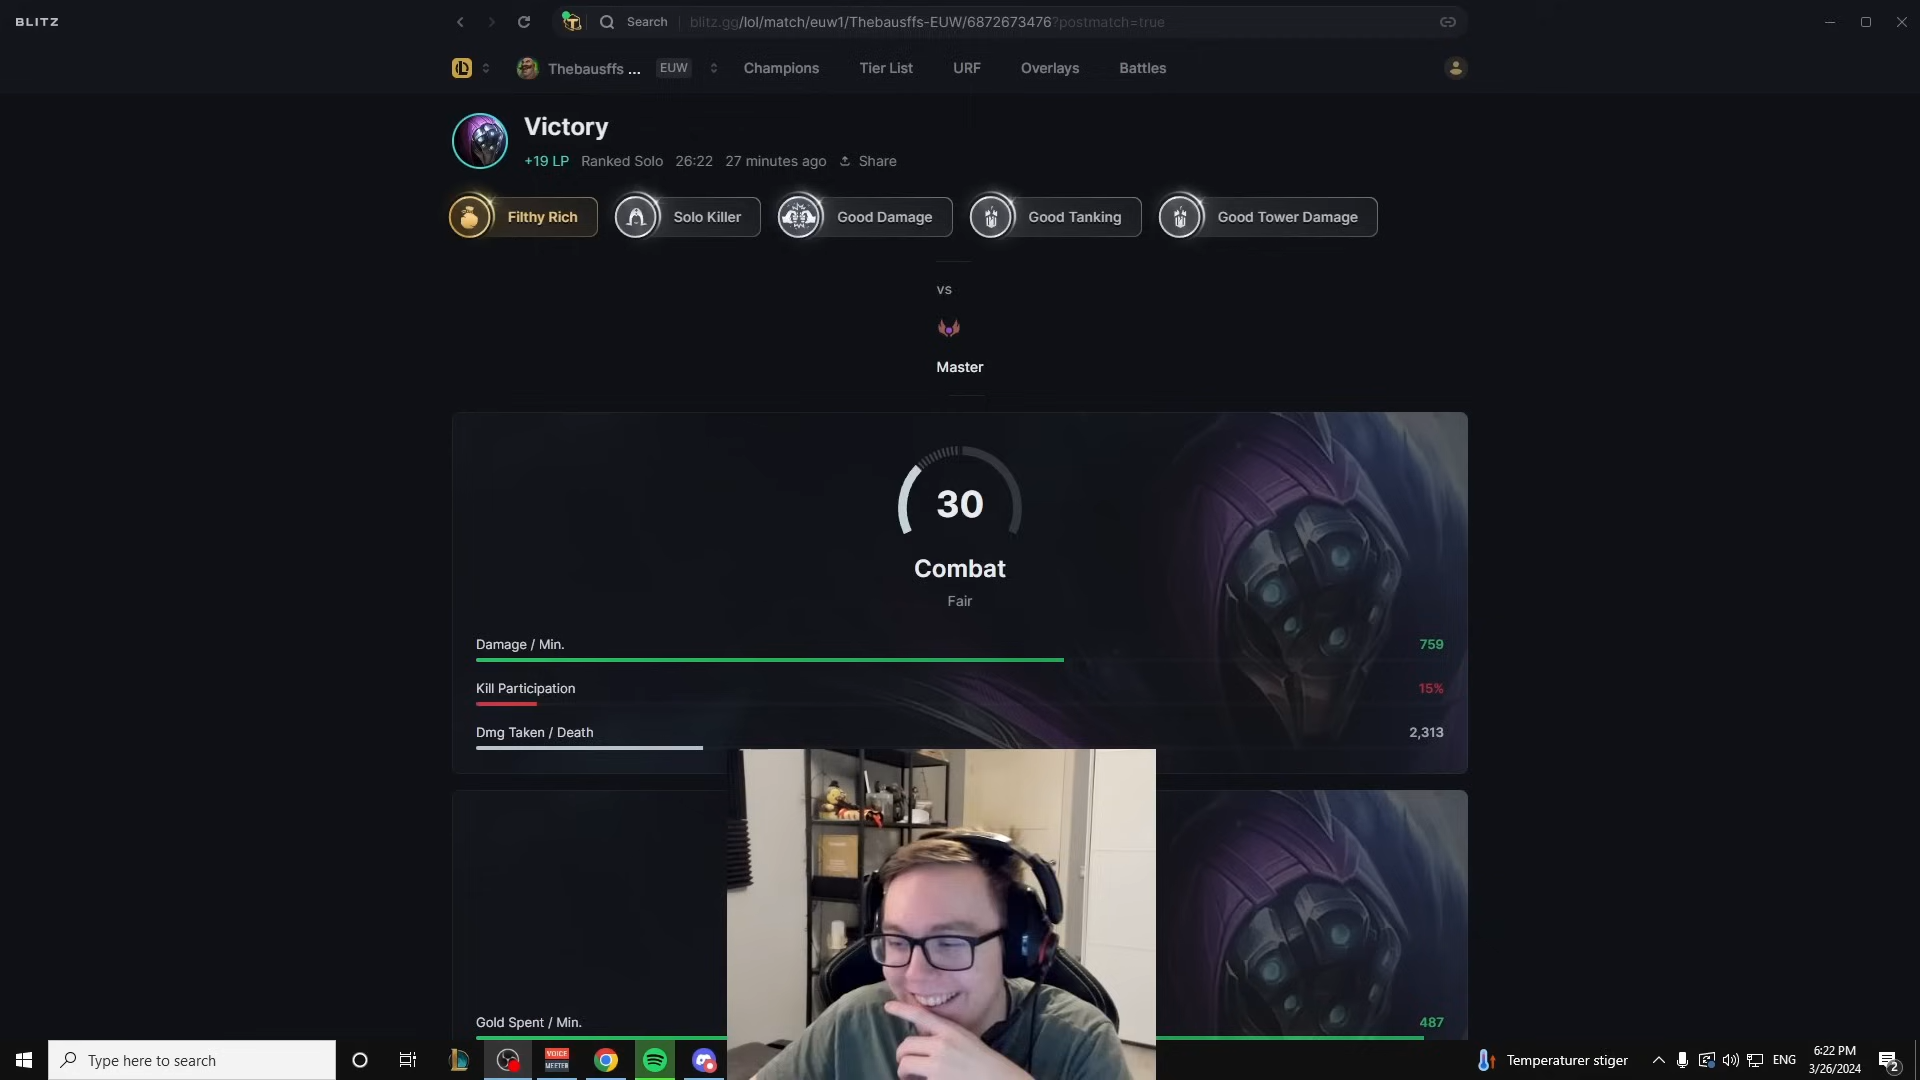 BLITZ
Search
blitz.gg/lol/match/euw1/Thebausffs-EUW/6872673476?postmatch=true
Thebausffs ...
EUW
Champions
Tier List
URF
Overlays
Battles
Victory
+19 LP Ranked Solo 26:22 27 minutes ago Share
Filthy Rich
Solo Killer
Good Damage
Good Tanking
Good Tower Damage
vs
Master
30
Combat
Fair
Damage / Min. 759
Kill Participation 15%
Dmg Taken / Death 2,313
Gold Spent / Min. 487
Type here to search
VOICE
MEETER
Temperaturer stiger
ENG
6:22 PM
3/26/2024
2